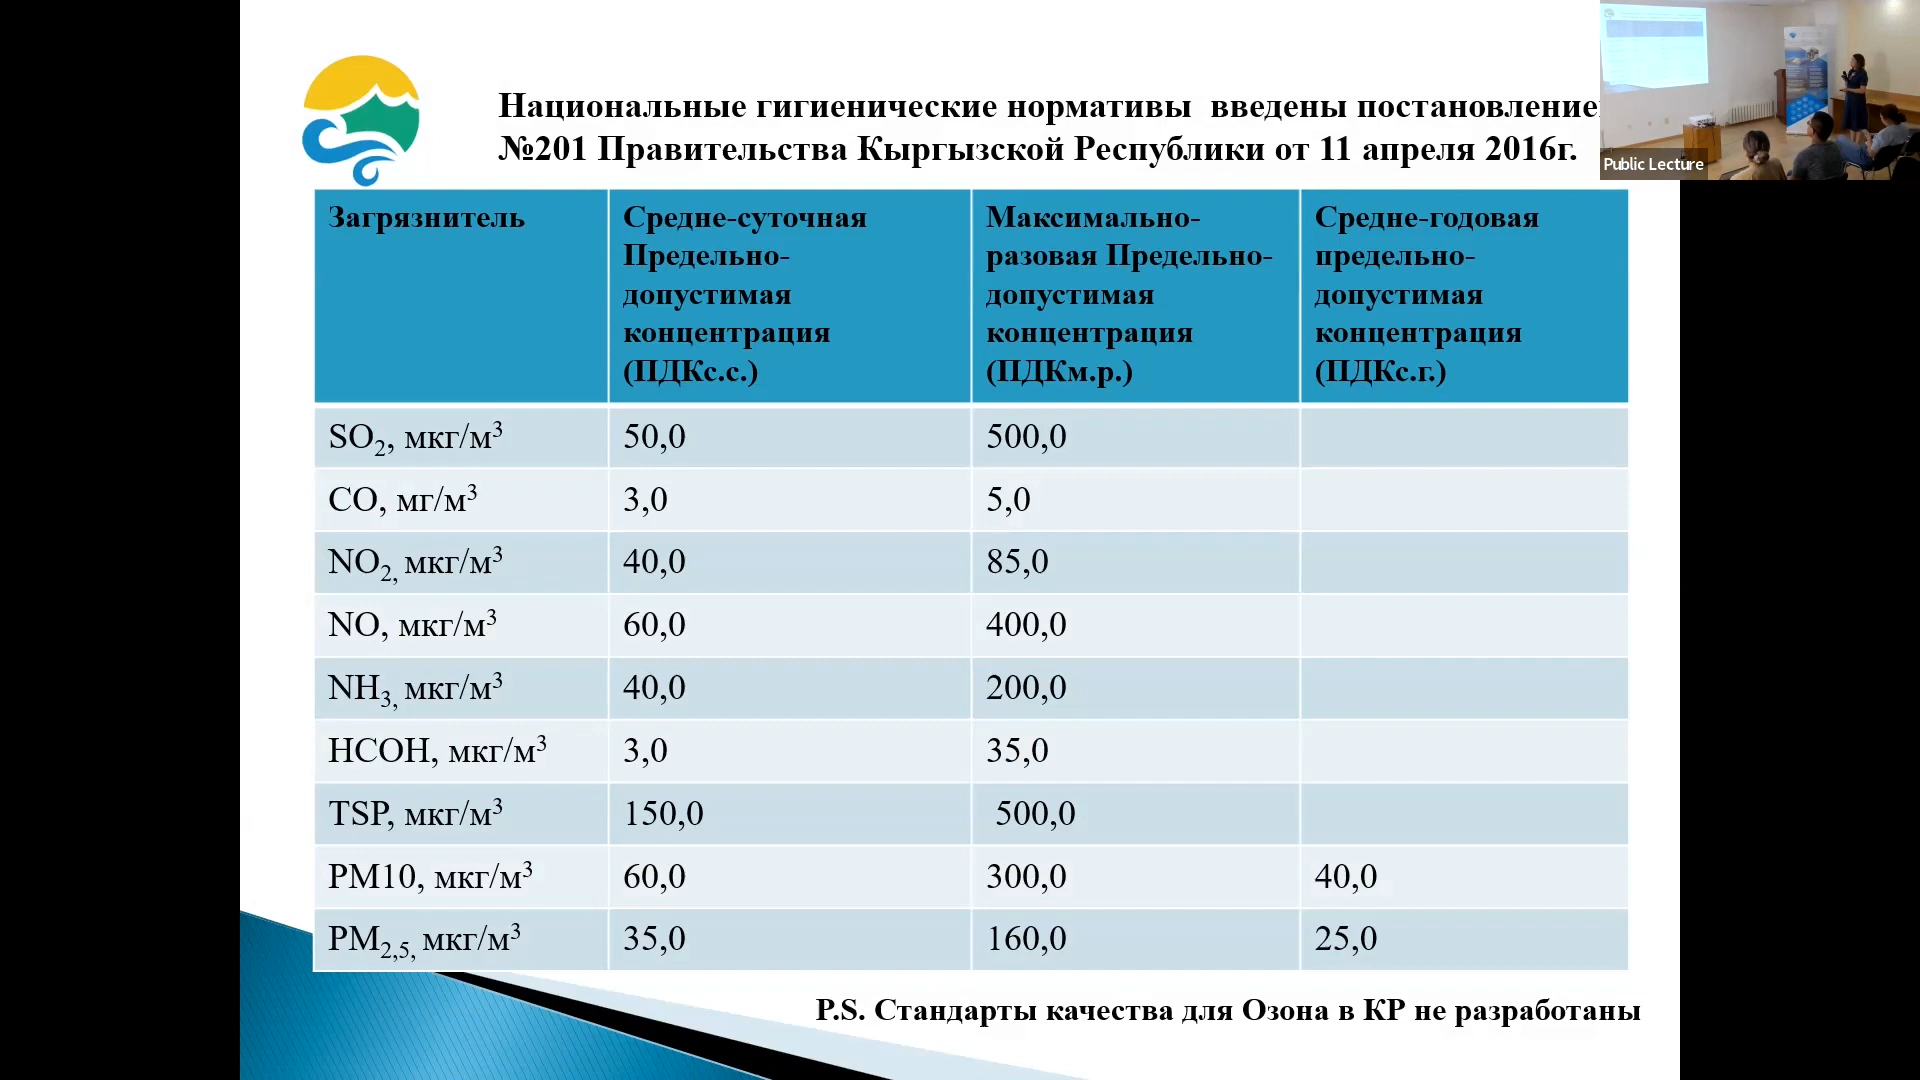 Национальные гигиенические нормативы введены
№201 Правительства Кыргызской Республики от 11 апреля 2016г.
Public Lecture
Загрязнитель
Средне-суточная
Предельно-
допустимая
концентрация
(ПДКс.с.)
Максимально-
разовая Предельно-
допустимая
концентрация
(ПДКм.р.)
Средне-годовая
предельно-
допустимая
концентрация
(ПДКс.г.)
SO₂, мкг/м³ 50,0 500,0
CO, мг/м³ 3,0 5,0
NO₂, мкг/м³ 40,0 85,0
NO, мкг/м³ 60,0 400,0
NH₃, мкг/м³ 40,0 200,0
HCOH, мкг/м³ 3,0 35,0
TSP, мкг/м³ 150,0 500,0
PM10, мкг/м³ 60,0 300,0 40,0
PM₂,₅, мкг/м³ 35,0 160,0 25,0
P.S. Стандарты качества для Озона в КР не разработаны